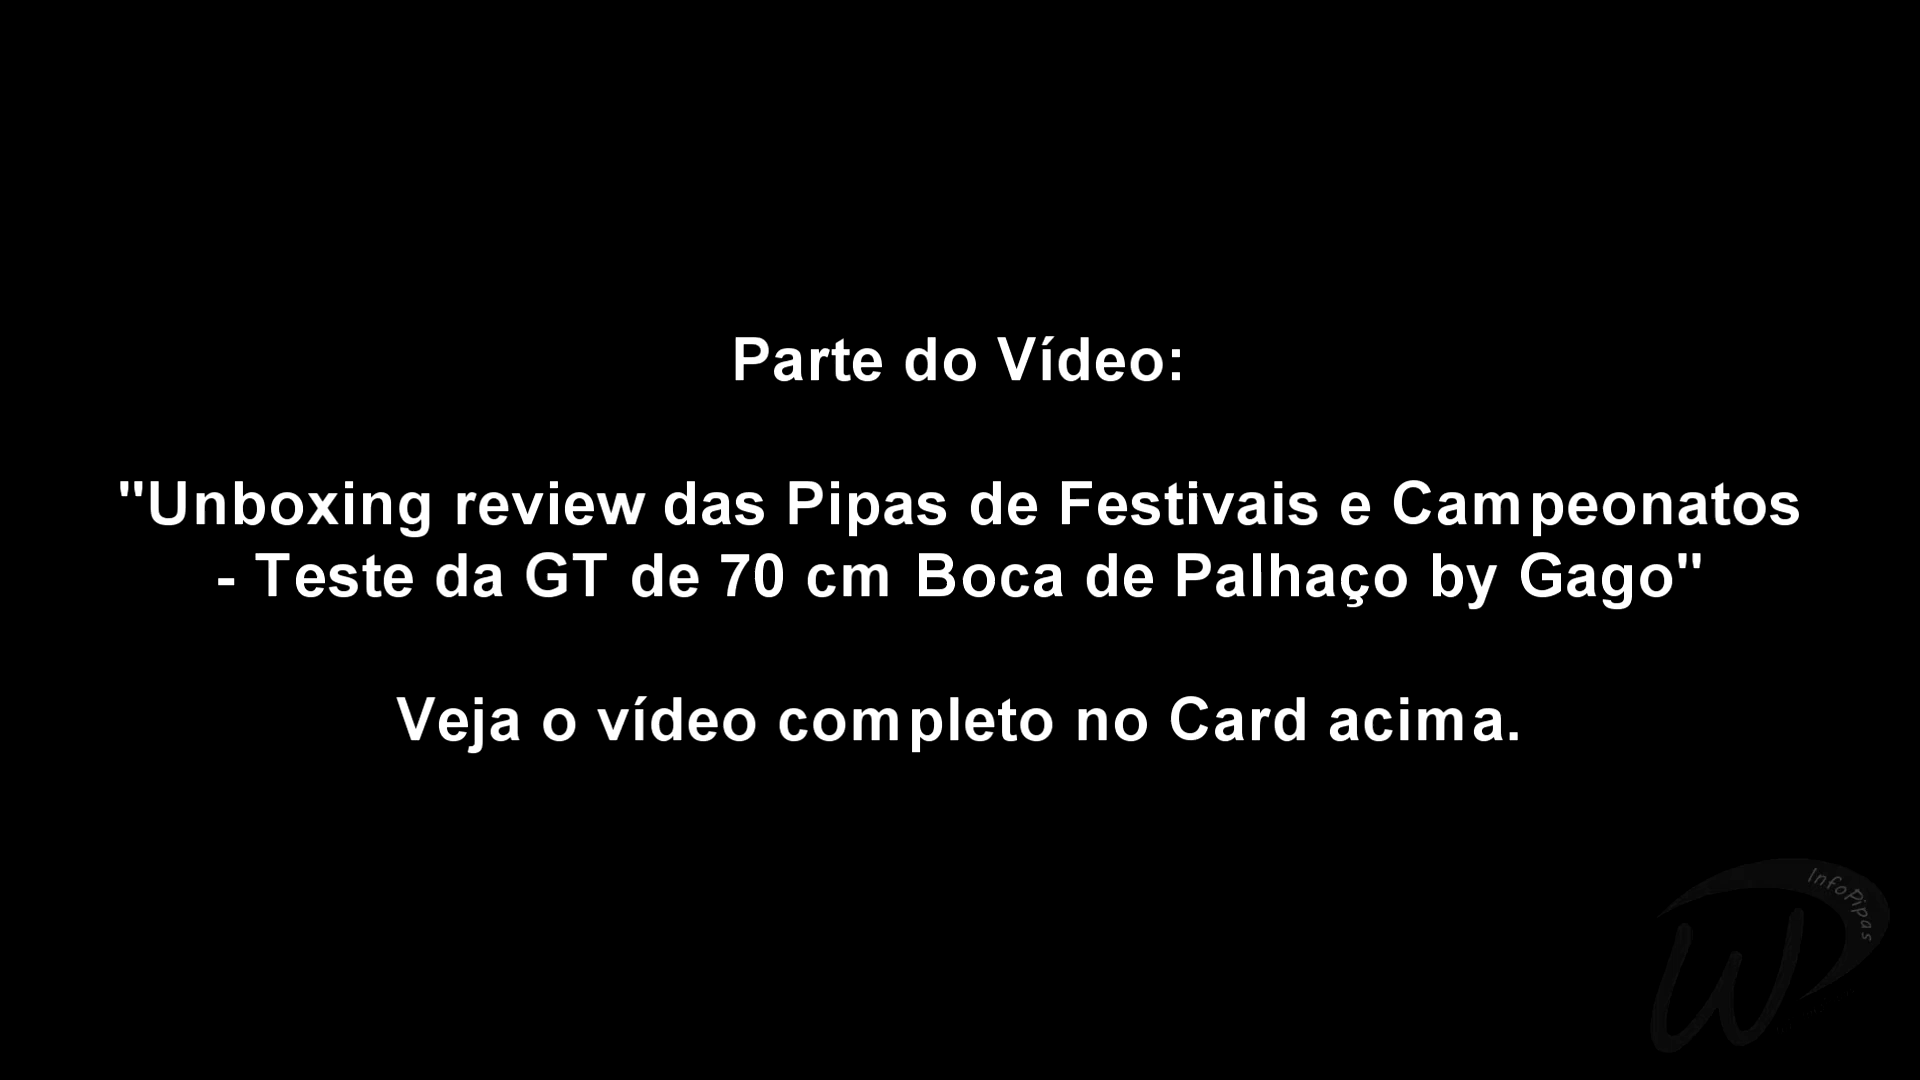 Parte do Vídeo:
"Unboxing review das Pipas de Festivais e Campeonatos
- Teste da GT de 70 cm Boca de Palhaço by Gago"
Veja o vídeo completo no Card acima.
InfoPipas
W